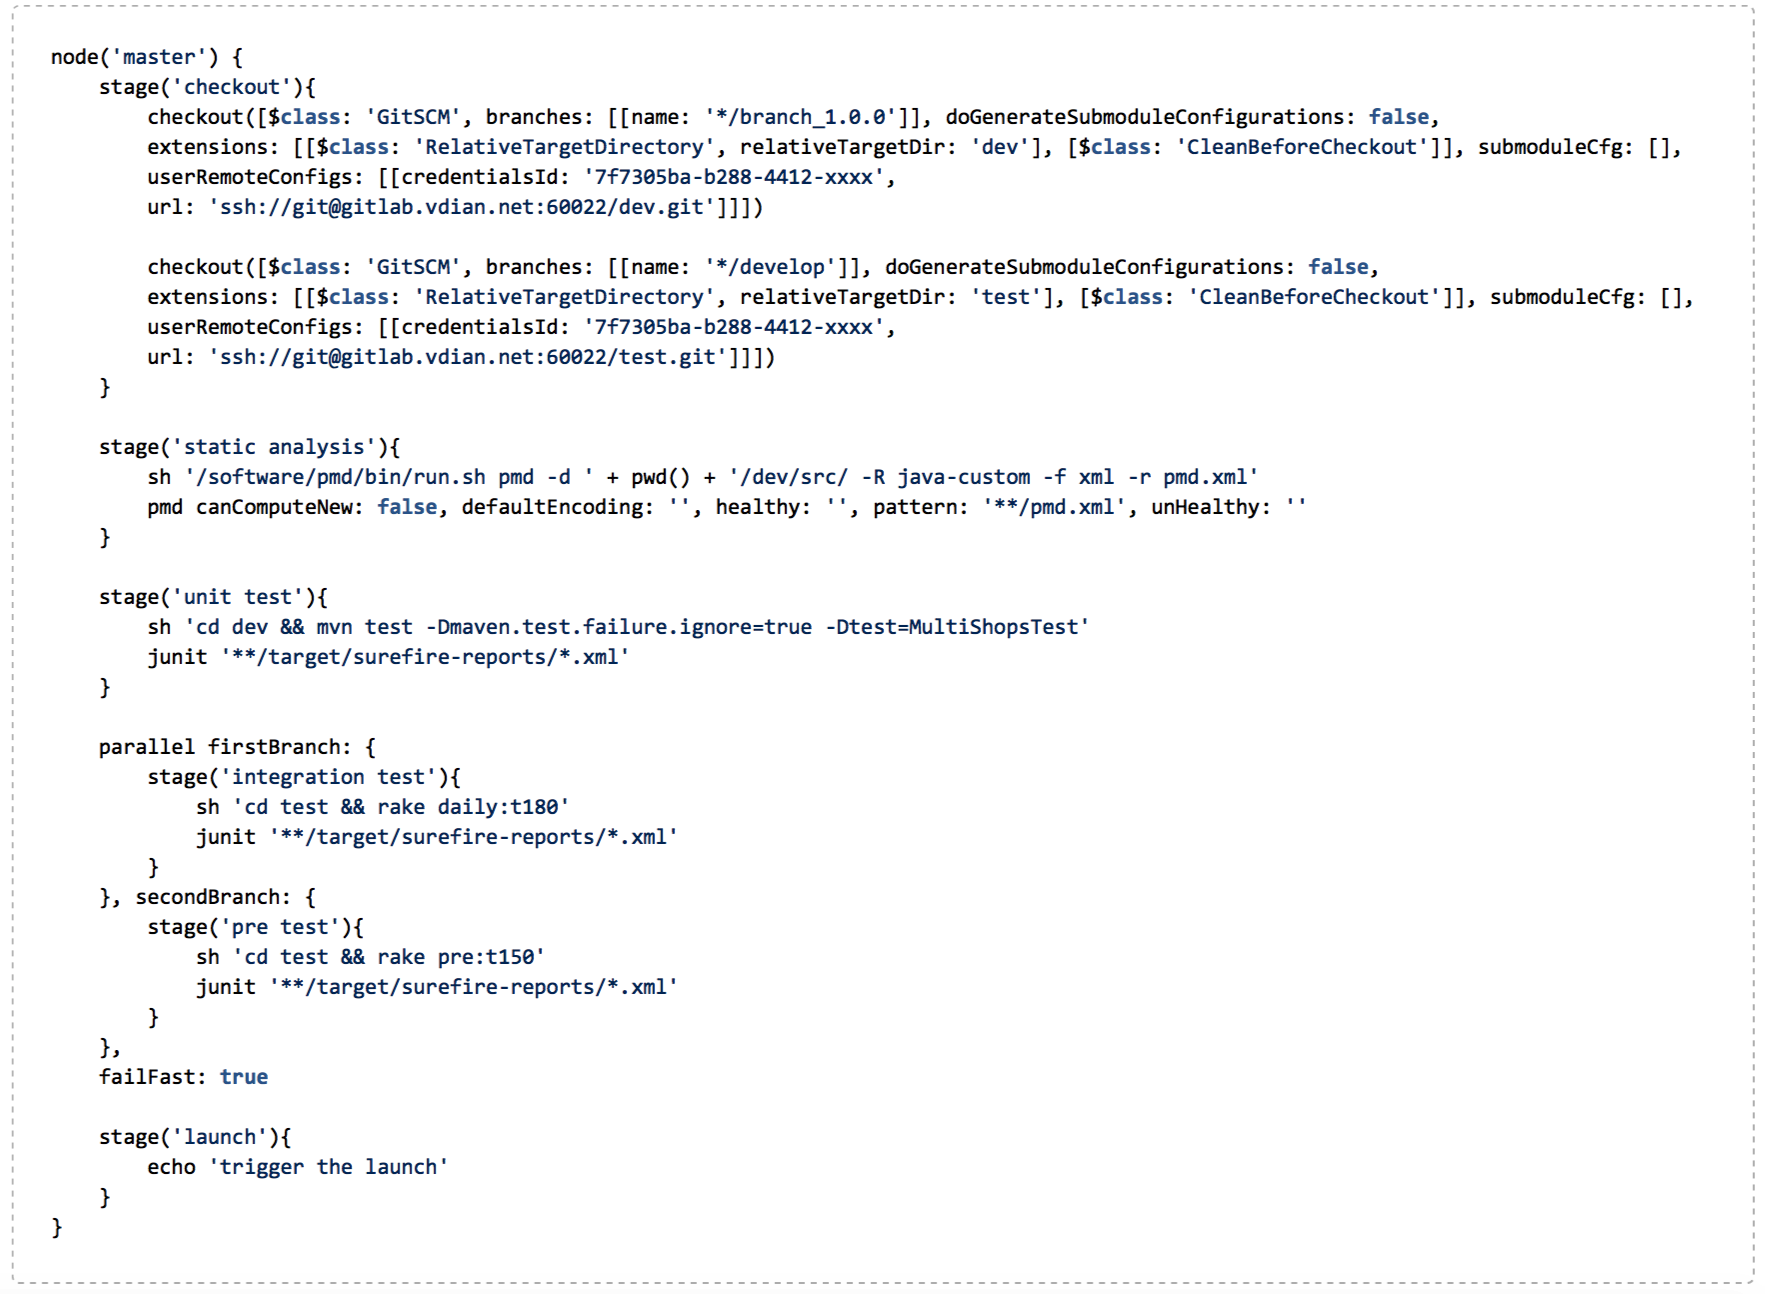 node('master') {
    stage('checkout'){
        checkout([$class: 'GitSCM', branches: [[name: '*/branch_1.0.0']], doGenerateSubmoduleConfigurations: false,
        extensions: [[$class: 'RelativeTargetDirectory', relativeTargetDir: 'dev'], [$class: 'CleanBeforeCheckout']], submoduleCfg: [],
        userRemoteConfigs: [[credentialsId: '7f7305ba-b288-4412-xxxx',
        url: 'ssh://git@gitlab.vdian.net:60022/dev.git']]])

        checkout([$class: 'GitSCM', branches: [[name: '*/develop']], doGenerateSubmoduleConfigurations: false,
        extensions: [[$class: 'RelativeTargetDirectory', relativeTargetDir: 'test'], [$class: 'CleanBeforeCheckout']], submoduleCfg: [],
        userRemoteConfigs: [[credentialsId: '7f7305ba-b288-4412-xxxx',
        url: 'ssh://git@gitlab.vdian.net:60022/test.git']]])
    }

    stage('static analysis'){
        sh '/software/pmd/bin/run.sh pmd -d ' + pwd() + '/dev/src/ -R java-custom -f xml -r pmd.xml'
        pmd canComputeNew: false, defaultEncoding: '', healthy: '', pattern: '**/pmd.xml', unHealthy: ''
    }

    stage('unit test'){
        sh 'cd dev && mvn test -Dmaven.test.failure.ignore=true -Dtest=MultiShopsTest'
        junit '**/target/surefire-reports/*.xml'
    }

    parallel firstBranch: {
        stage('integration test'){
            sh 'cd test && rake daily:t180'
            junit '**/target/surefire-reports/*.xml'
        }
    }, secondBranch: {
        stage('pre test'){
            sh 'cd test && rake pre:t150'
            junit '**/target/surefire-reports/*.xml'
        }
    },
    failFast: true

    stage('launch'){
        echo 'trigger the launch'
    }
}